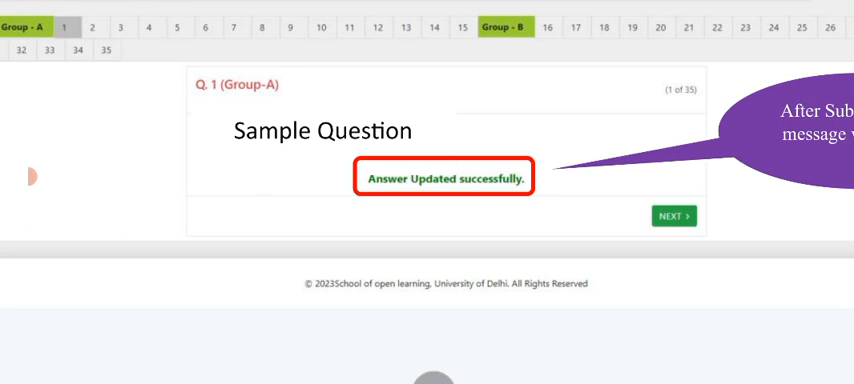 Group - A 1 2 3 4 5 6 7 8 9 10 11 12 13 14 15 Group - B 16 17 18 19 20 21 22 23 24 25 26
32 33 34 35
Q. 1 (Group-A)
(1 of 35)
After Sub
message
Sample Question
Answer Updated successfully.
NEXT >
© 2023School of open learning, University of Delhi. All Rights Reserved